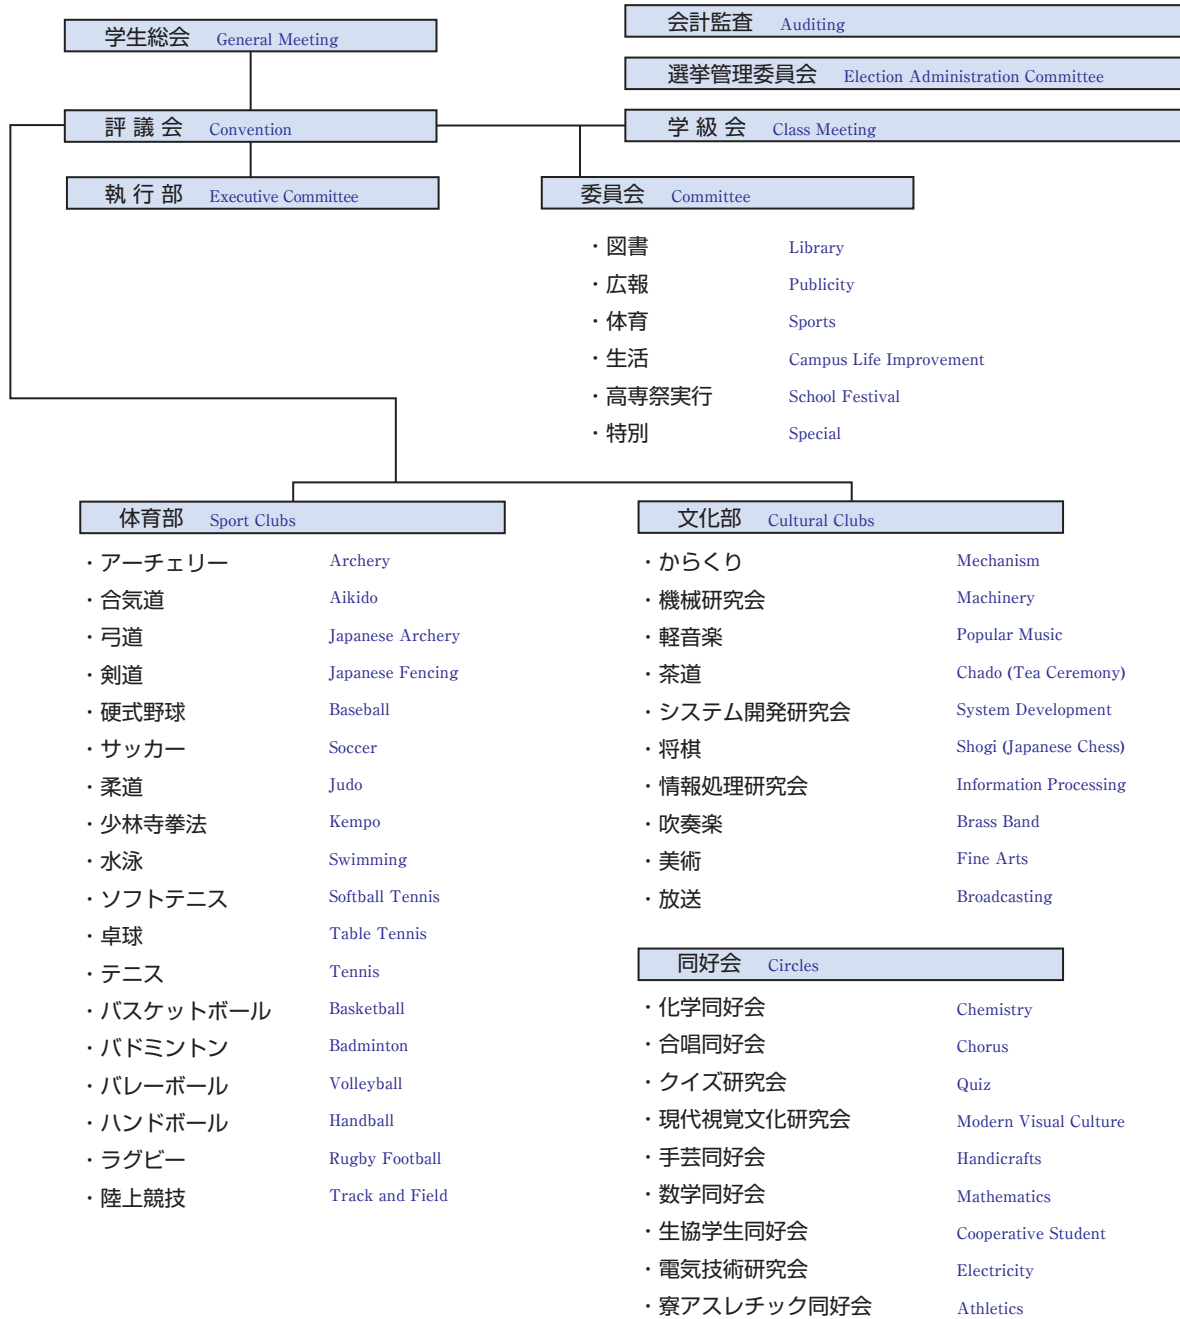 学生総会 General Meeting
会計監査 Auditing
選挙管理委員会 Election Administration Committee
評 議 会 Convention
学 級 会 Class Meeting
執 行 部 Executive Committee
委員会 Committee
・図書 Library
・広報 Publicity
・体育 Sports
・生活 Campus Life Improvement
・高専祭実行 School Festival
・特別 Special
体育部 Sport Clubs
・アーチェリー Archery
・合気道 Aikido
・弓道 Japanese Archery
・剣道 Japanese Fencing
・硬式野球 Baseball
・サッカー Soccer
・柔道 Judo
・少林寺拳法 Kempo
・水泳 Swimming
・ソフトテニス Softball Tennis
・卓球 Table Tennis
・テニス Tennis
・バスケットボール Basketball
・バドミントン Badminton
・バレーボール Volleyball
・ハンドボール Handball
・ラグビー Rugby Football
・陸上競技 Track and Field
文化部 Cultural Clubs
・からくり Mechanism
・機械研究会 Machinery
・軽音楽 Popular Music
・茶道 Chado (Tea Ceremony)
・システム開発研究会 System Development
・将棋 Shogi (Japanese Chess)
・情報処理研究会 Information Processing
・吹奏楽 Brass Band
・美術 Fine Arts
・放送 Broadcasting
同好会 Circles
・化学同好会 Chemistry
・合唱同好会 Chorus
・クイズ研究会 Quiz
・現代視覚文化研究会 Modern Visual Culture
・手芸同好会 Handicrafts
・数学同好会 Mathematics
・生協学生同好会 Cooperative Student
・電気技術研究会 Electricity
・寮アスレチック同好会 Athletics